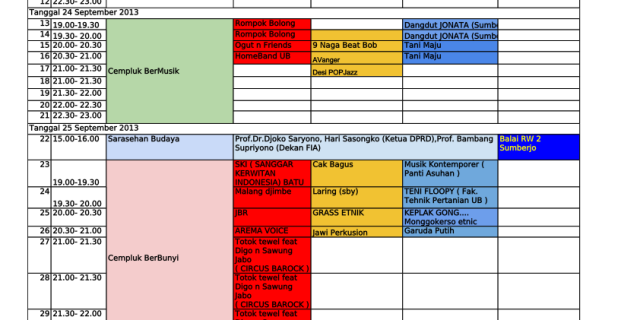 12 22.30- 23.00
Tanggal 24 September 2013
13 19.00-19.30 Rompok Bolong Dangdut JONATA (Sumb
14 19.30- 20.00 Rompok Bolong Dangdut JONATA (Sumb
15 20.00- 20.30 Ogut n Friends 9 Naga Beat Bob Tani Maju
16 20.30- 21.00 HomeBand UB AVanger Tani Maju
17 21.00- 21.30 Cempluk BerMusik Desi POPJazz
18 21.00- 21.30
19 21.30- 22.00
20 22.00- 22.30
21 22.30- 23.00
Tanggal 25 September 2013
22 15.00-16.00 Sarasehan Budaya Prof.Dr.Djoko Saryono, Hari Sasongko (Ketua DPRD),Prof. Bambang Balai RW 2
Supriyono (Dekan FIA) Sumberjo
23 SKI ( SANGGAR Cak Bagus Musik Kontemporer (
KERWITAN Panti Asuhan )
19.00-19.30 INDONESIA) BATU
24 Malang djimbe Laring (sby) TENI FLOOPY ( Fak.
19.30- 20.00 Tehnik Pertanian UB )
25 20.00- 20.30 JBR GRASS ETNIK KEPLAK GONG....
Monggokerso etnic
26 20.30- 21.00 AREMA VOICE Jawi Perkusion Garuda Putih
27 21.00- 21.30 Totok tewel feat
Digo n Sawung
Cempluk BerBunyi Jabo
( CIRCUS BAROCK )
28 21.00- 21.30 Totok tewel feat
Digo n Sawung
Jabo
( CIRCUS BAROCK )
29 21.30- 22.00 Totok tewel feat